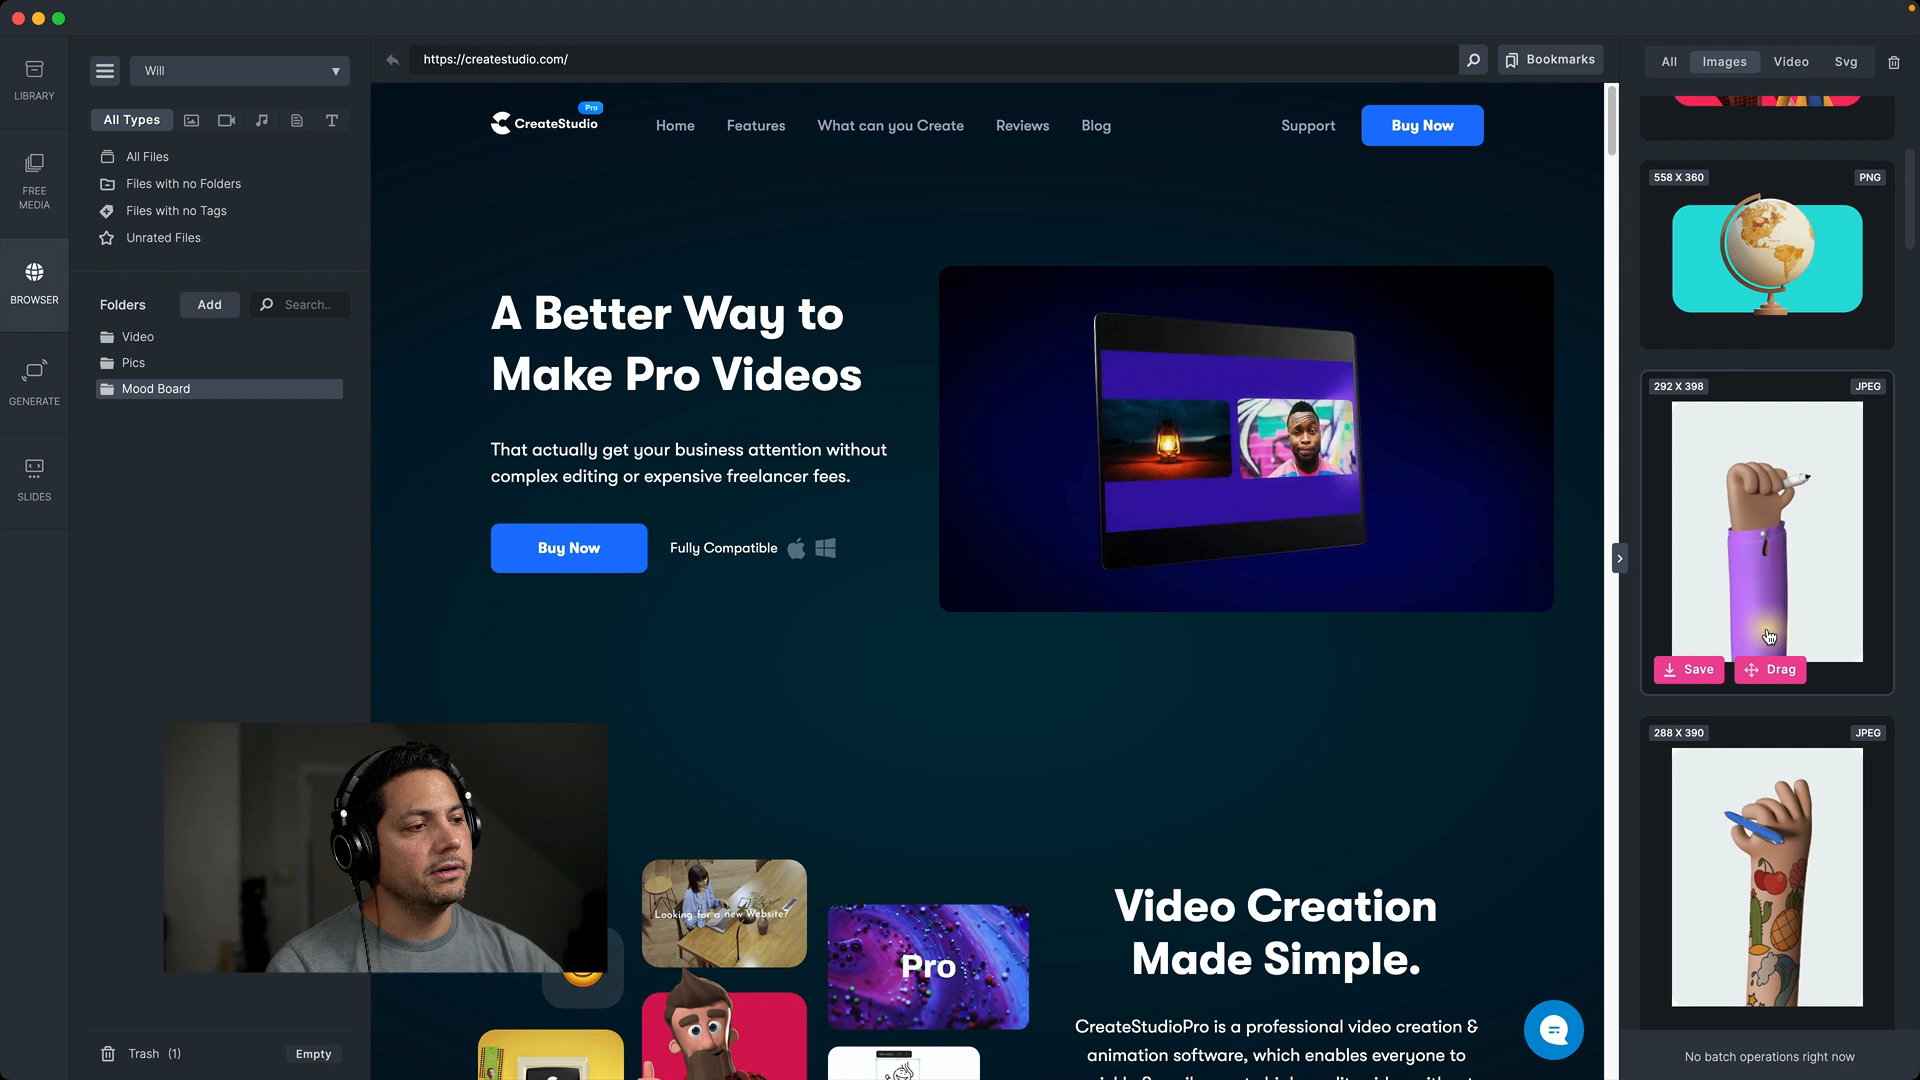 LIBRARY
FREE
MEDIA
BROWSER
GENERATE
SLIDES
Will
All Types
All Files
Files with no Folders
Files with no Tags
Unrated Files
Folders
Add
Search..
Video
Pics
Mood Board
Trash (1)
Empty
https://createstudio.com/
Bookmarks
CreateStudio
Pro
Home
Features
What can you Create
Reviews
Blog
Support
Buy Now
A Better Way to
Make Pro Videos
That actually get your business attention without
complex editing or expensive freelancer fees.
Buy Now
Fully Compatible
Looking for a new Website?
Pro
Video Creation
Made Simple.
CreateStudioPro is a professional video creation &
animation software, which enables everyone to
All
Images
Video
Svg
558 X 360
PNG
292 X 398
JPEG
Save
Drag
288 X 390
JPEG
No batch operations right now